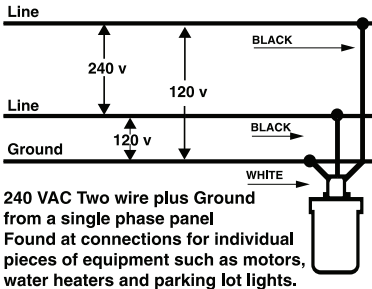 Line
BLACK
240 v
120 v
Line
BLACK
120 v
Ground
WHITE
240 VAC Two wire plus Ground
from a single phase panel
Found at connections for individual
pieces of equipment such as motors,
water heaters and parking lot lights.